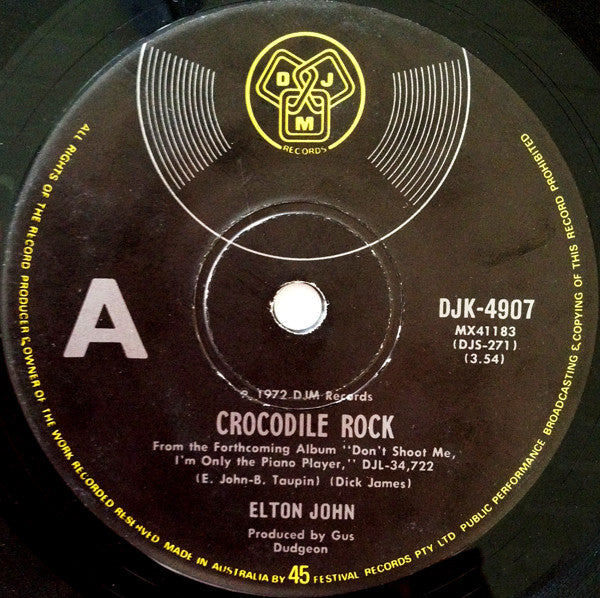 D J M
RECORDS
A
DJK-4907
MX41183
(DJS-271)
(3.54)
℗ 1972 DJM Records
CROCODILE ROCK
From the Forthcoming Album "Don't Shoot Me,
I'm Only the Piano Player," DJL-34,722
(E. John-B. Taupin) (Dick James)
ELTON JOHN
Produced by Gus
Dudgeon
ALL RIGHTS OF THE RECORD PRODUCER & OWNER OF THE WORK RECORDED RESERVED MADE IN AUSTRALIA BY 45 FESTIVAL RECORDS PTY LTD PUBLIC PERFORMANCE BROADCASTING & COPYING OF THIS RECORD PROHIBITED